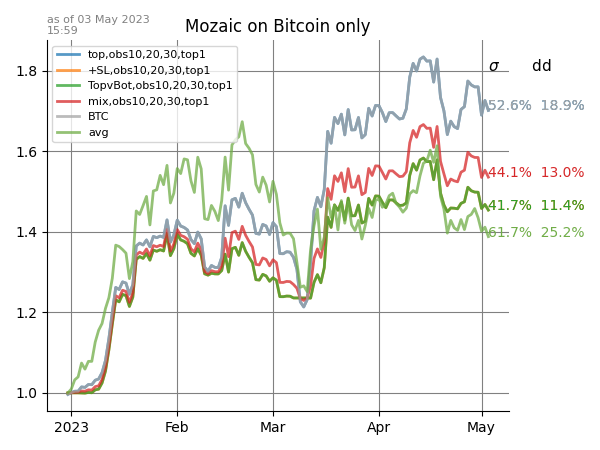 as of 03 May 2023
15:59
Mozaic on Bitcoin only
top,obs10,20,30,top1
+SL,obs10,20,30,top1
TopvBot,obs10,20,30,top1
mix,obs10,20,30,top1
BTC
avg
σ dd
52.6% 18.9%
44.1% 13.0%
41.7% 11.4%
61.7% 25.2%
1.8
1.6
1.4
1.2
1.0
2023 Feb Mar Apr May